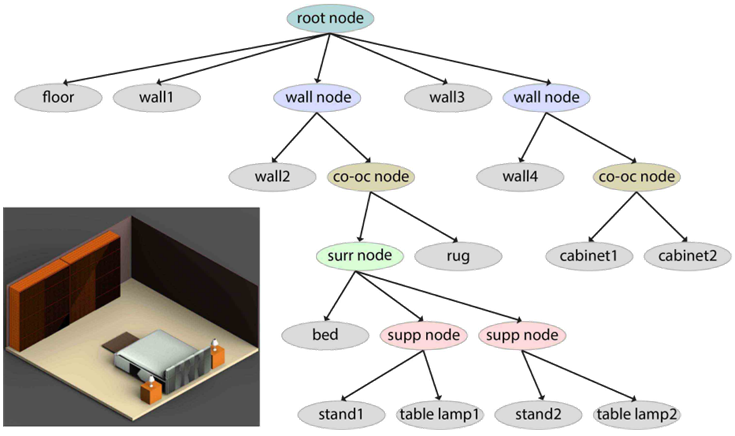 root node
floor
wall1
wall node
wall3
wall node
wall2
co-oc node
wall4
co-oc node
surr node
rug
cabinet1
cabinet2
bed
supp node
supp node
stand1
table lamp1
stand2
table lamp2